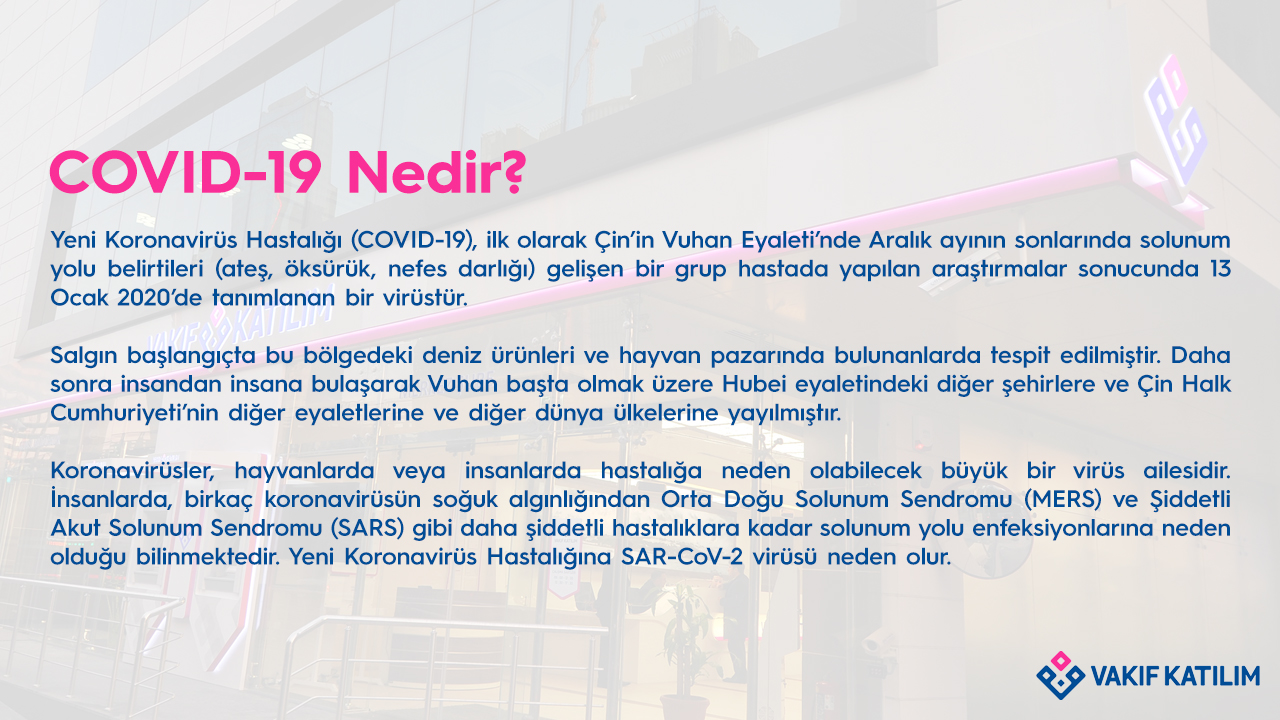 COVID-19 Nedir?
Yeni Koronavirüs Hastalığı (COVID-19), ilk olarak Çin’in Vuhan Eyaleti’nde Aralık ayının sonlarında solunum
yolu belirtileri (ateş, öksürük, nefes darlığı) gelişen bir grup hastada yapılan araştırmalar sonucunda 13
Ocak 2020’de tanımlanan bir virüstür.
Salgın başlangıçta bu bölgedeki deniz ürünleri ve hayvan pazarında bulunanlarda tespit edilmiştir. Daha
sonra insandan insana bulaşarak Vuhan başta olmak üzere Hubei eyaletindeki diğer şehirlere ve Çin Halk
Cumhuriyeti’nin diğer eyaletlerine ve diğer dünya ülkelerine yayılmıştır.
Koronavirüsler, hayvanlarda veya insanlarda hastalığa neden olabilecek büyük bir virüs ailesidir.
İnsanlarda, birkaç koronavirüsün soğuk algınlığından Orta Doğu Solunum Sendromu (MERS) ve Şiddetli
Akut Solunum Sendromu (SARS) gibi daha şiddetli hastalıklara kadar solunum yolu enfeksiyonlarına neden
olduğu bilinmektedir. Yeni Koronavirüs Hastalığına SAR-CoV-2 virüsü neden olur.
VAKIF KATILIM
VAKIF KATILIM